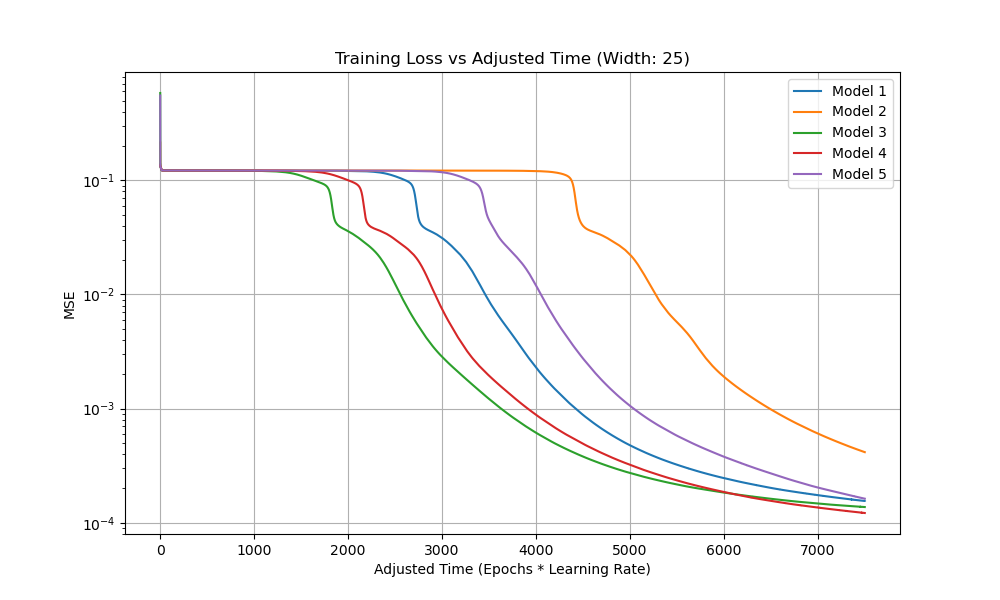 Training Loss vs Adjusted Time (Width: 25)
Model 1
Model 2
Model 3
Model 4
Model 5
MSE
10⁻¹
10⁻²
10⁻³
10⁻⁴
0 1000 2000 3000 4000 5000 6000 7000
Adjusted Time (Epochs * Learning Rate)